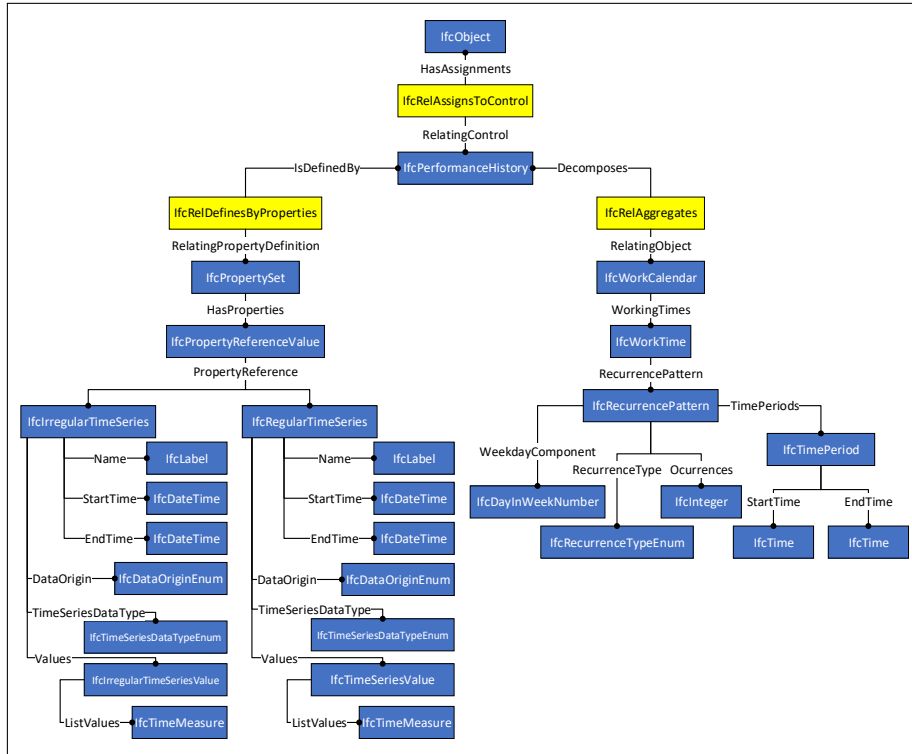 IfcObject
HasAssignments
IfcRelAssignsToControl
RelatingControl
IsDefinedBy
IfcPerformanceHistory
Decomposes
IfcRelDefinesByProperties
IfcRelAggregates
RelatingPropertyDefinition
RelatingObject
IfcPropertySet
IfcWorkCalendar
HasProperties
WorkingTimes
IfcPropertyReferenceValue
IfcWorkTime
PropertyReference
RecurrencePattern
IfcIrregularTimeSeries
IfcRegularTimeSeries
IfcRecurrencePattern
TimePeriods
Name
IfcLabel
Name
IfcLabel
WeekdayComponent
IfcTimePeriod
RecurrenceType
Ocurrences
StartTime
IfcDateTime
StartTime
IfcDateTime
IfcDayInWeekNumber
IfcInteger
StartTime
EndTime
EndTime
IfcDateTime
EndTime
IfcDateTime
IfcRecurrenceTypeEnum
IfcTime
IfcTime
DataOrigin
IfcDataOriginEnum
DataOrigin
IfcDataOriginEnum
TimeSeriesDataType
TimeSeriesDataType
IfcTimeSeriesDataTypeEnum
IfcTimeSeriesDataTypeEnum
Values
Values
IfcIrregularTimeSeriesValue
IfcTimeSeriesValue
ListValues
IfcTimeMeasure
ListValues
IfcTimeMeasure